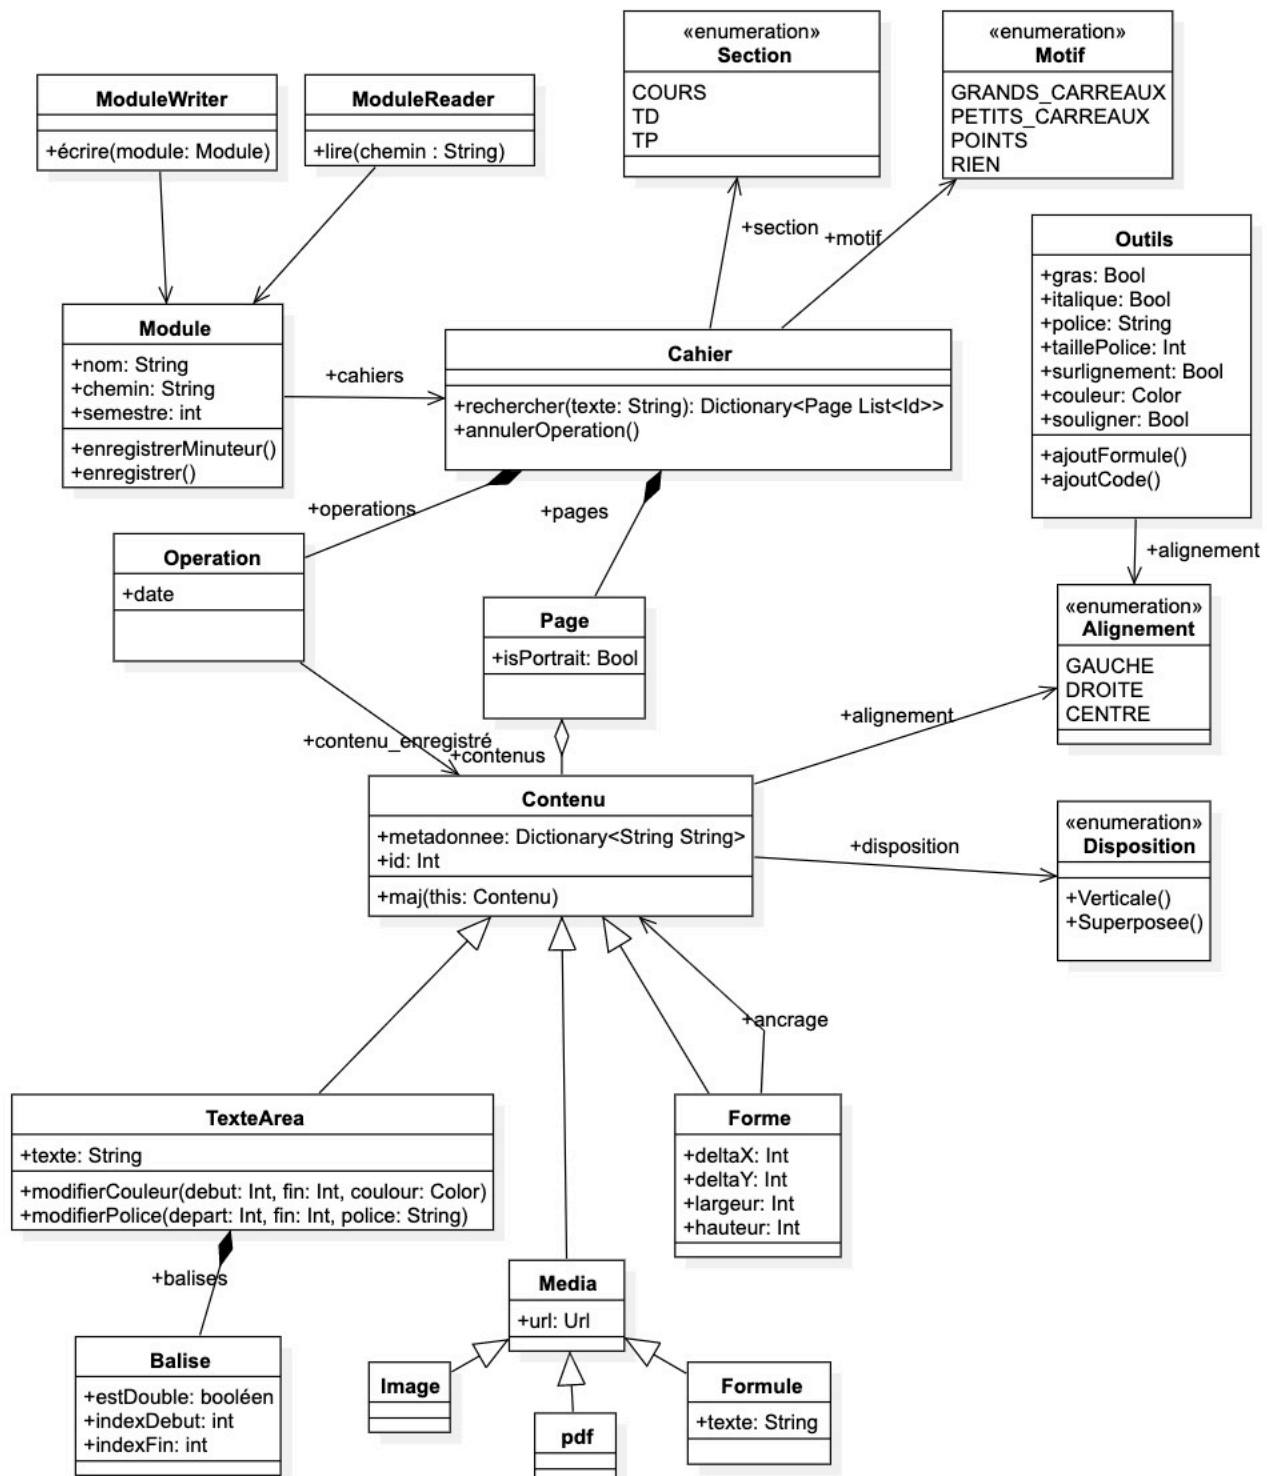 «enumeration»
Section
COURS
TD
TP
«enumeration»
Motif
GRANDS_CARREAUX
PETITS_CARREAUX
POINTS
RIEN
ModuleWriter
+écrire(module: Module)
ModuleReader
+lire(chemin : String)
+section
+motif
Outils
+gras: Bool
+italique: Bool
+police: String
+taillePolice: Int
+surlignement: Bool
+couleur: Color
+souligner: Bool
+ajoutFormule()
+ajoutCode()
Module
+nom: String
+chemin: String
+semestre: int
+enregistrerMinuteur()
+enregistrer()
+cahiers
Cahier
+rechercher(texte: String): Dictionary<Page List<Id>>
+annulerOperation()
+operations
+pages
+alignement
Operation
+date
Page
+isPortrait: Bool
«enumeration»
Alignement
GAUCHE
DROITE
CENTRE
+alignement
+contenu_enregistré
+contenus
Contenu
+metadonnee: Dictionary<String String>
+id: Int
+maj(this: Contenu)
+disposition
«enumeration»
Disposition
+Verticale()
+Superposee()
+ancrage
TexteArea
+texte: String
+modifierCouleur(debut: Int, fin: Int, coulour: Color)
+modifierPolice(depart: Int, fin: Int, police: String)
Forme
+deltaX: Int
+deltaY: Int
+largeur: Int
+hauteur: Int
+balises
Media
+url: Url
Balise
+estDouble: booléen
+indexDebut: int
+indexFin: int
Image
pdf
Formule
+texte: String